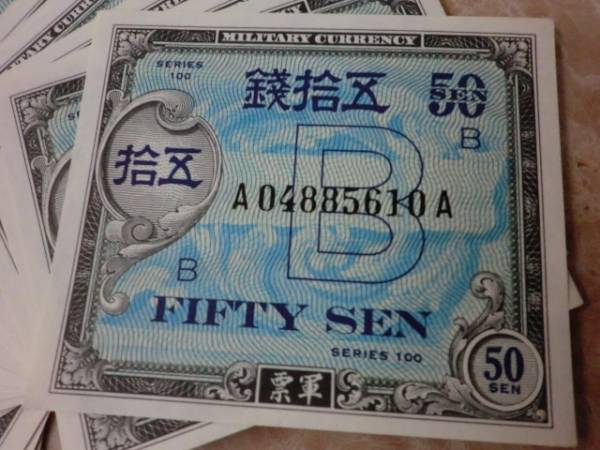 MILITARY CURRENCY
SERIES
100
五拾錢
50
SEN
B
五拾
B
A04885610A
B
FIFTY SEN
SERIES 100
軍票
50
SEN